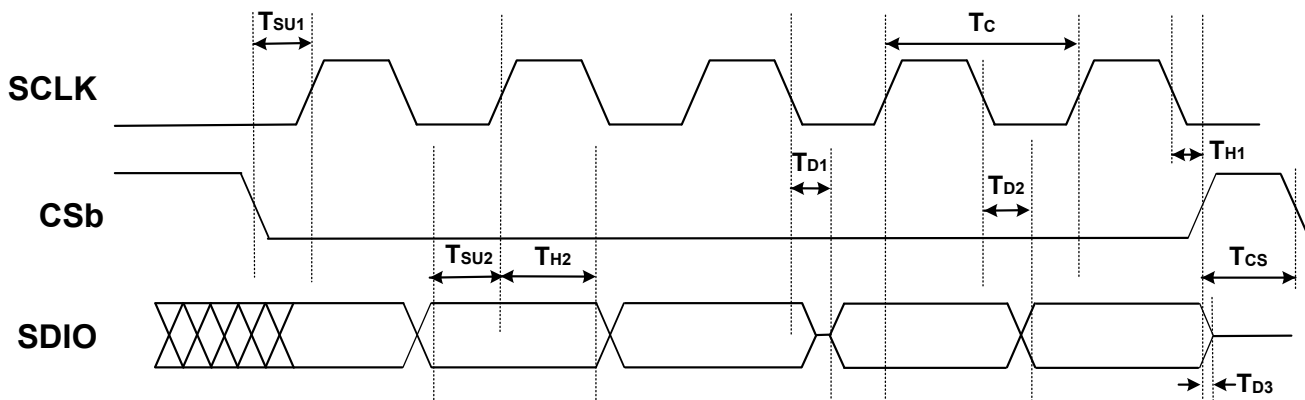 TSU1
TC
SCLK
TD1
TH1
TD2
CSb
TSU2
TH2
TCS
SDIO
TD3